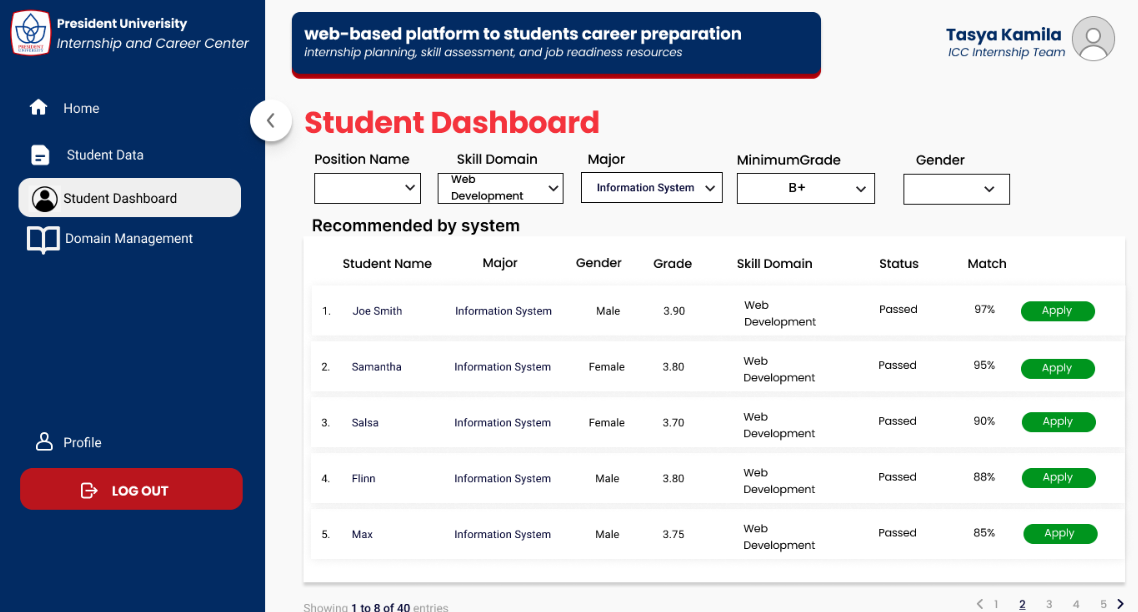 President Univerisity
Internship and Career Center
web-based platform to students career preparation
internship planning, skill assessment, and job readiness resources
Tasya Kamila
ICC Internship Team
Home
Student Data
Student Dashboard
Domain Management
Profile
LOG OUT
Student Dashboard
Position Name Skill Domain Major MinimumGrade Gender
Web
Development
Information System
B+
Recommended by system
Student Name Major Gender Grade Skill Domain Status Match
1. Joe Smith Information System Male 3.90 Web Development Passed 97% Apply
2. Samantha Information System Female 3.80 Web Development Passed 95% Apply
3. Salsa Information System Female 3.70 Web Development Passed 90% Apply
4. Flinn Information System Male 3.80 Web Development Passed 88% Apply
5. Max Information System Male 3.75 Web Development Passed 85% Apply
Showing 1 to 8 of 40 entries
1 2 3 4 5